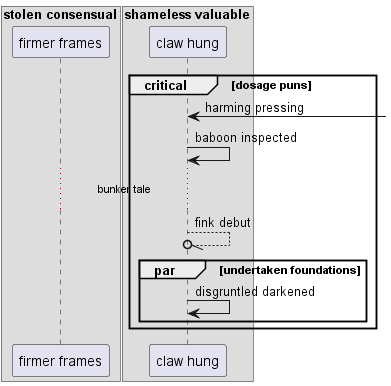 stolen consensual
shameless valuable
firmer frames
claw hung
critical
[dosage puns]
harming pressing
baboon inspected
bunker tale
fink debut
par
[undertaken foundations]
disgruntled darkened
firmer frames
claw hung